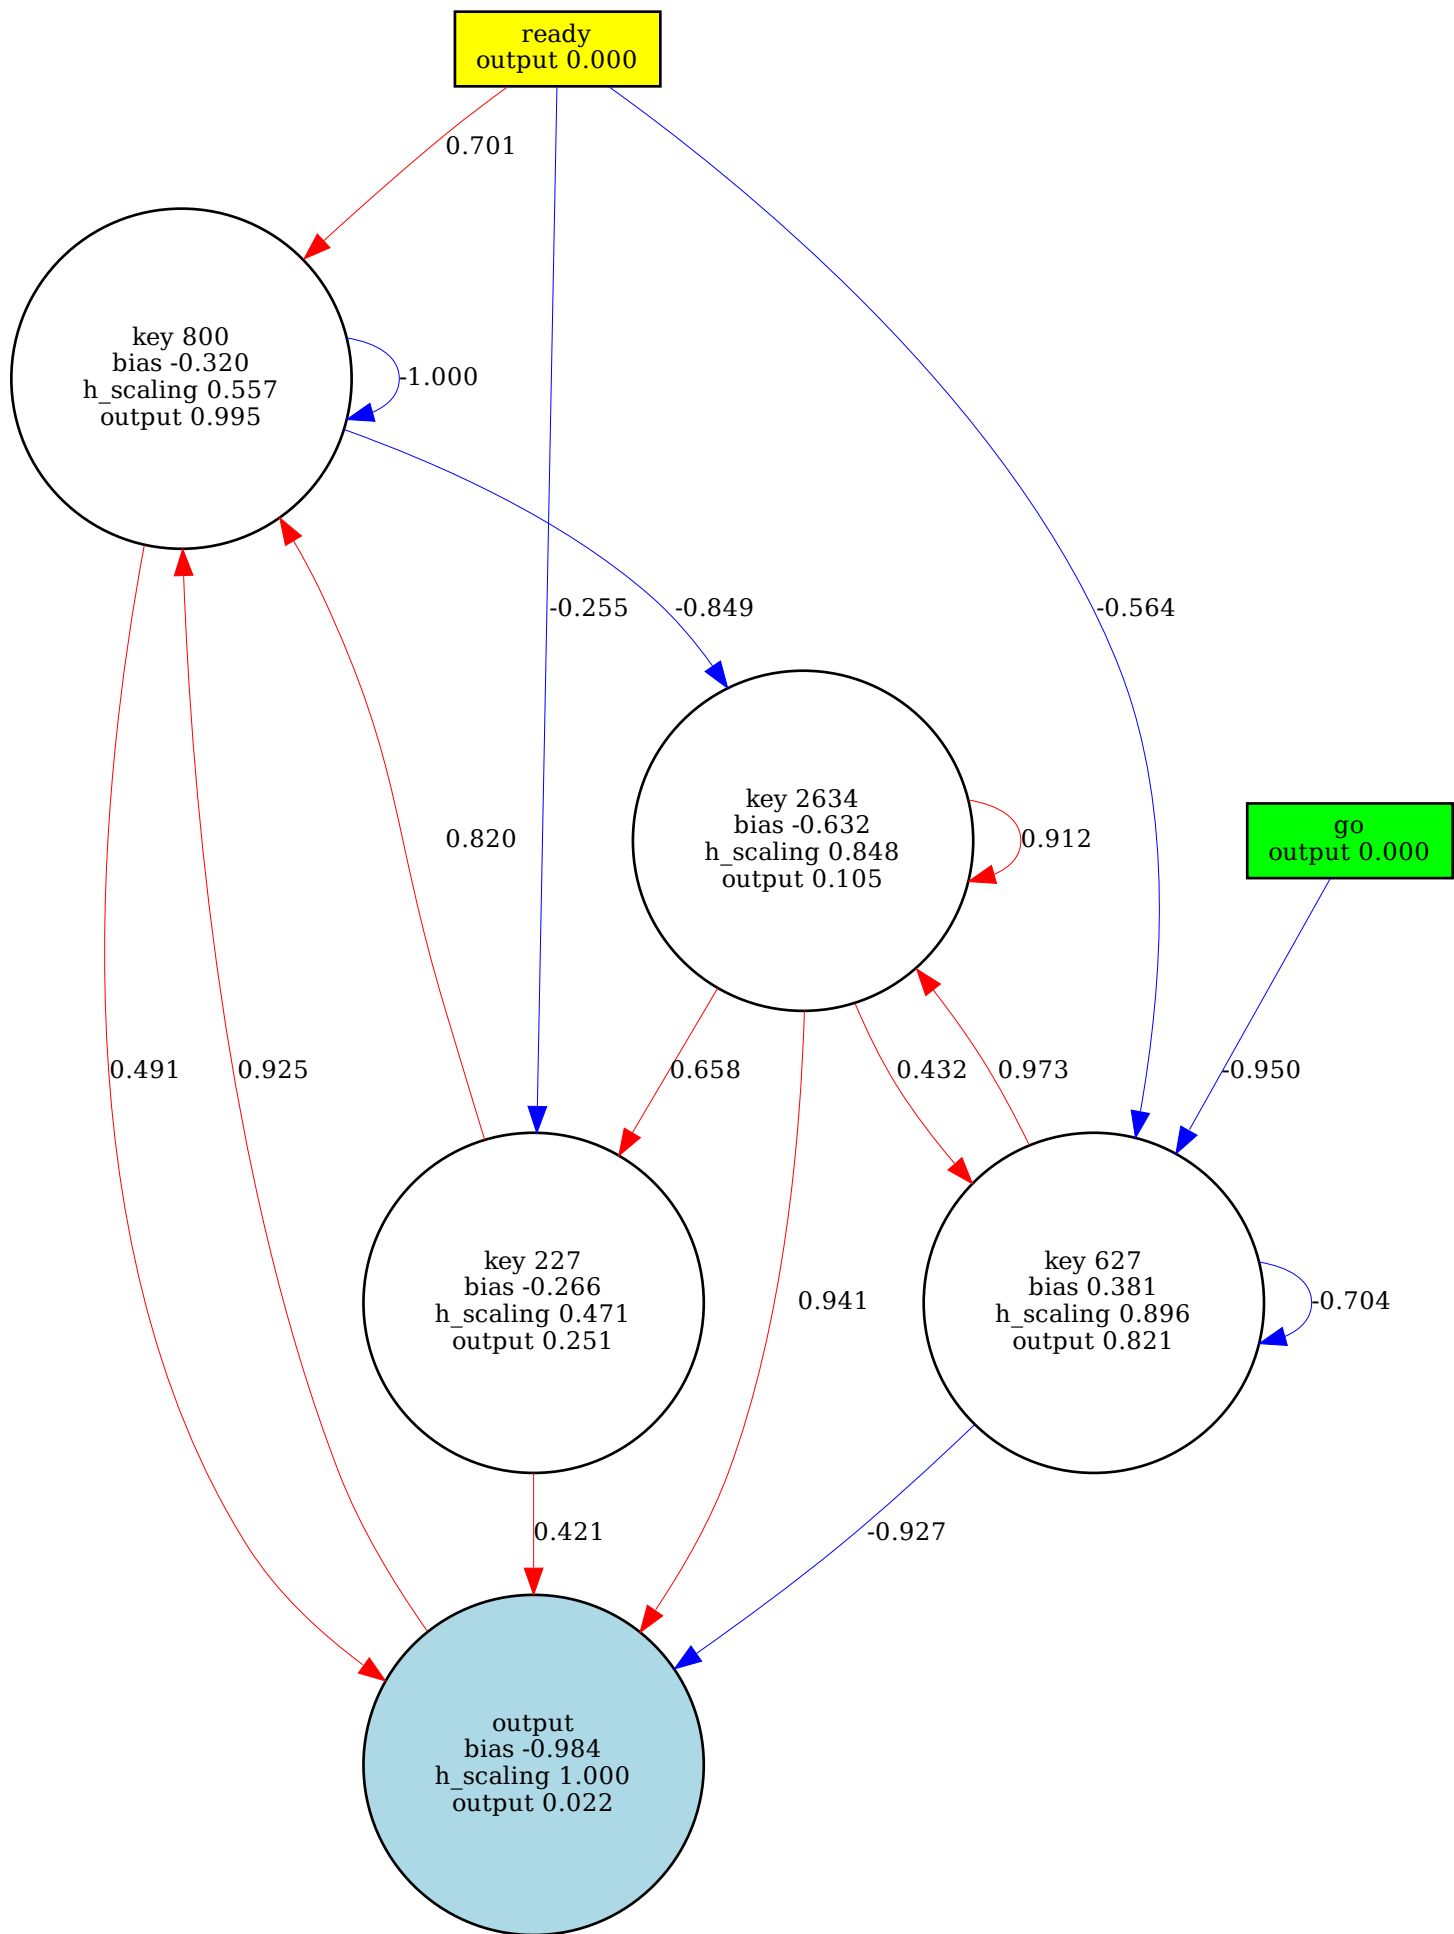 ready
output 0.000
0.701
key 800
bias -0.320
h_scaling 0.557
output 0.995
-1.000
-0.255
-0.849
-0.564
key 2634
bias -0.632
h_scaling 0.848
output 0.105
0.912
go
output 0.000
0.820
0.491
0.925
0.658
0.432
0.973
-0.950
key 227
bias -0.266
h_scaling 0.471
output 0.251
0.941
key 627
bias 0.381
h_scaling 0.896
output 0.821
-0.704
0.421
-0.927
output
bias -0.984
h_scaling 1.000
output 0.022